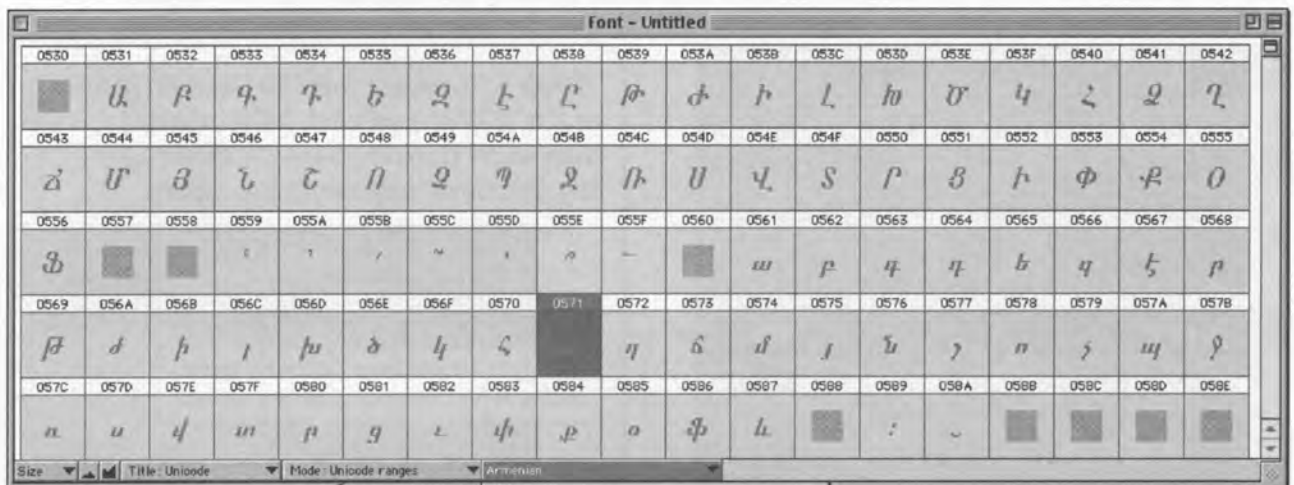 Font - Untitled
0530 0531 0532 0533 0534 0535 0536 0537 0538 0539 053A 053B 053C 053D 053E 053F 0540 0541 0542
Ա Բ Գ Դ Ե Զ Է Ը Թ Ժ Ի Լ Խ Ծ Կ Հ Ձ Ղ
0543 0544 0545 0546 0547 0548 0549 054A 054B 054C 054D 054E 054F 0550 0551 0552 0553 0554 0555
Ճ Մ Յ Ն Շ Ո Չ Պ Ջ Ռ Ս Վ Տ Ր Ց Ւ Փ Ք Օ
0556 0557 0558 0559 055A 055B 055C 055D 055E 055F 0560 0561 0562 0563 0564 0565 0566 0567 0568
Ֆ ՙ ՚ ՛ ՜ ՝ ՞ ՟ ա բ գ դ ե զ է ը
0569 056A 056B 056C 056D 056E 056F 0570 0571 0572 0573 0574 0575 0576 0577 0578 0579 057A 057B
թ ժ ի լ խ ծ կ հ ղ ճ մ յ ն շ ո չ պ ջ
057C 057D 057E 057F 0580 0581 0582 0583 0584 0585 0586 0587 0588 0589 058A 058B 058C 058D 058E
ռ ս վ տ ր ց ւ փ ք օ ֆ և ։ ֊
Size Title: Unicode Mode: Unicode ranges Armenian